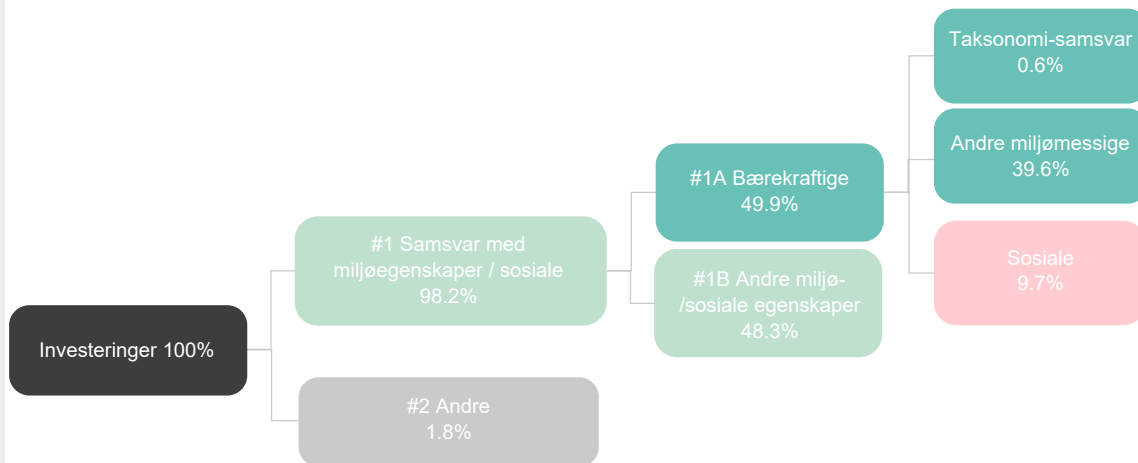 Investeringer 100%
#1 Samsvar med
miljøegenskaper / sosiale
98.2%
#2 Andre
1.8%
#1A Bærekraftige
49.9%
#1B Andre miljø-
/sosiale egenskaper
48.3%
Taksonomi-samsvar
0.6%
Andre miljømessige
39.6%
Sosiale
9.7%